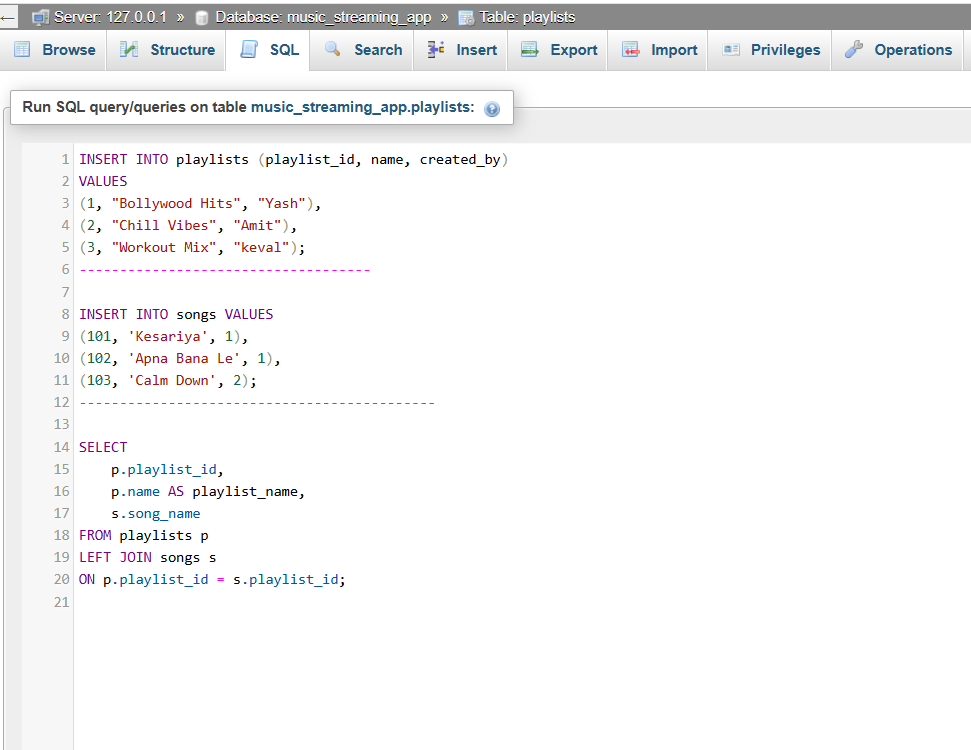 Server: 127.0.0.1 » Database: music_streaming_app » Table: playlists
Browse Structure SQL Search Insert Export Import Privileges Operations
Run SQL query/queries on table music_streaming_app.playlists:
1 INSERT INTO playlists (playlist_id, name, created_by)
2 VALUES
3 (1, "Bollywood Hits", "Yash"),
4 (2, "Chill Vibes", "Amit"),
5 (3, "Workout Mix", "keval");
6 ------------------------------------
7
8 INSERT INTO songs VALUES
9 (101, 'Kesariya', 1),
10 (102, 'Apna Bana Le', 1),
11 (103, 'Calm Down', 2);
12 --------------------------------------------
13
14 SELECT
15 p.playlist_id,
16 p.name AS playlist_name,
17 s.song_name
18 FROM playlists p
19 LEFT JOIN songs s
20 ON p.playlist_id = s.playlist_id;
21